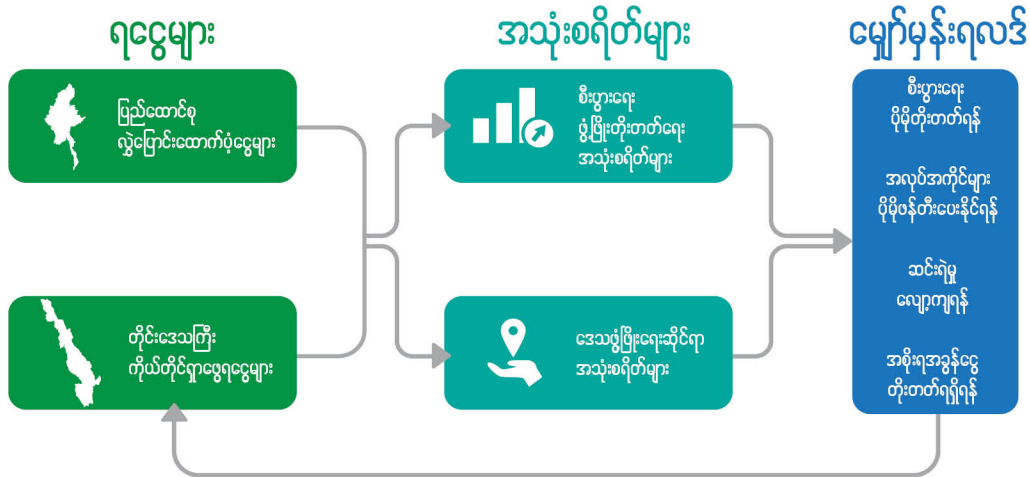 ရငွေများ
ပြည်ထောင်စု
လွှဲပြောင်းထောက်ပံ့ငွေများ
တိုင်းဒေသကြီး
ကိုယ်တိုင်ရှာဖွေရငွေများ
အသုံးစရိတ်များ
စီးပွားရေး
ဖွံ့ဖြိုးတိုးတတ်ရေး
အသုံးစရိတ်များ
ဒေသဖွံ့ဖြိုးရေးဆိုင်ရာ
အသုံးစရိတ်များ
မျှော်မှန်းရလဒ်
စီးပွားရေး
ပိုမိုတိုးတတ်ရန်
အလုပ်အကိုင်များ
ပိုမိုဖန်တီးပေးနိုင်ရန်
ဆင်းရဲမှု
လျော့ကျရန်
အစိုးရအခွန်ငွေ
တိုးတတ်ရရှိရန်